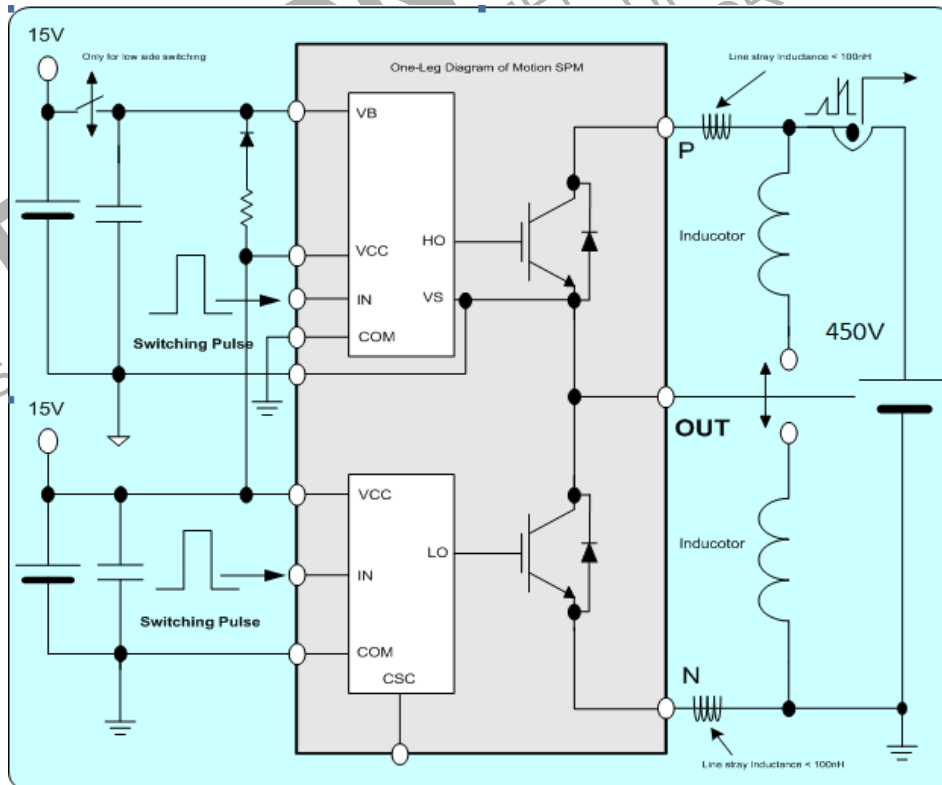 15V
Only for low side switching
One-Leg Diagram of Motion SPM
Line stray Inductance < 100nH
VB
P
VCC
HO
Inducotor
IN
VS
Switching Pulse
COM
450V
15V
OUT
VCC
LO
Inducotor
IN
Switching Pulse
COM
CSC
N
Line stray Inductance < 100nH